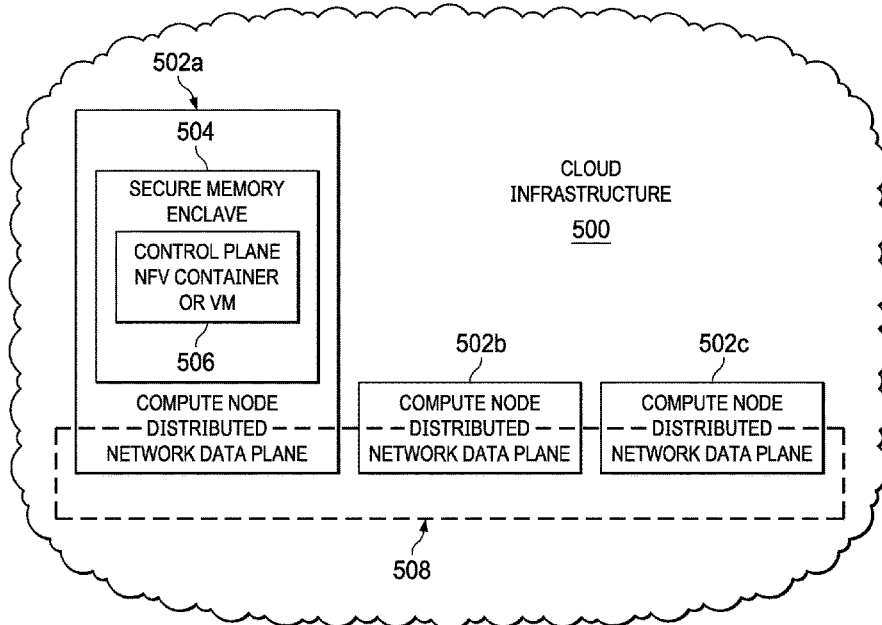 502a
504
SECURE MEMORY
ENCLAVE
CONTROL PLANE
NFV CONTAINER
OR VM
506
CLOUD
INFRASTRUCTURE
500
502b
502c
COMPUTE NODE
DISTRIBUTED
NETWORK DATA PLANE
COMPUTE NODE
DISTRIBUTED
NETWORK DATA PLANE
COMPUTE NODE
DISTRIBUTED
NETWORK DATA PLANE
508